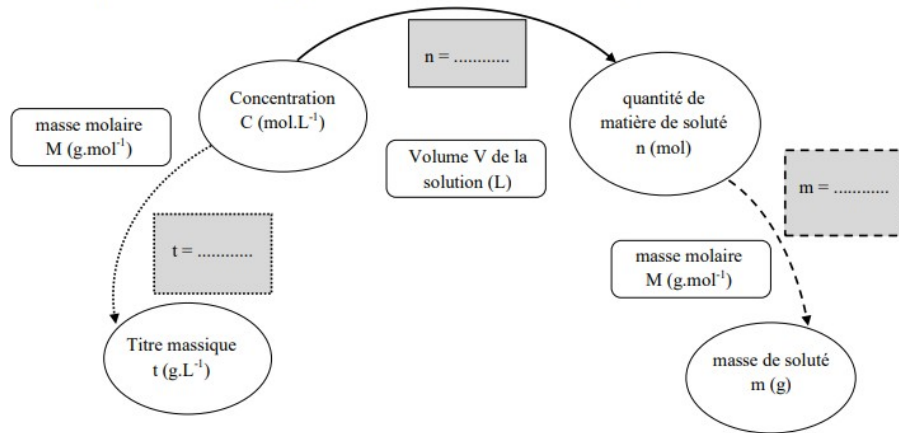 n = ............
Concentration
C (mol.L⁻¹)
quantité de
matière de soluté
n (mol)
masse molaire
M (g.mol⁻¹)
Volume V de la
solution (L)
m = ............
t = ............
masse molaire
M (g.mol⁻¹)
Titre massique
t (g.L⁻¹)
masse de soluté
m (g)